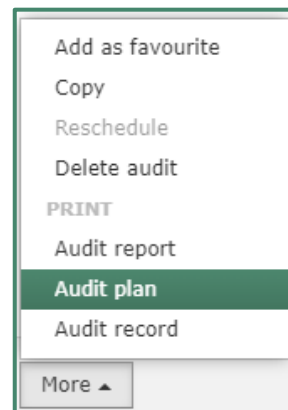 Add as favourite
Copy
Reschedule
Delete audit
PRINT
Audit report
Audit plan
Audit record
More ▲